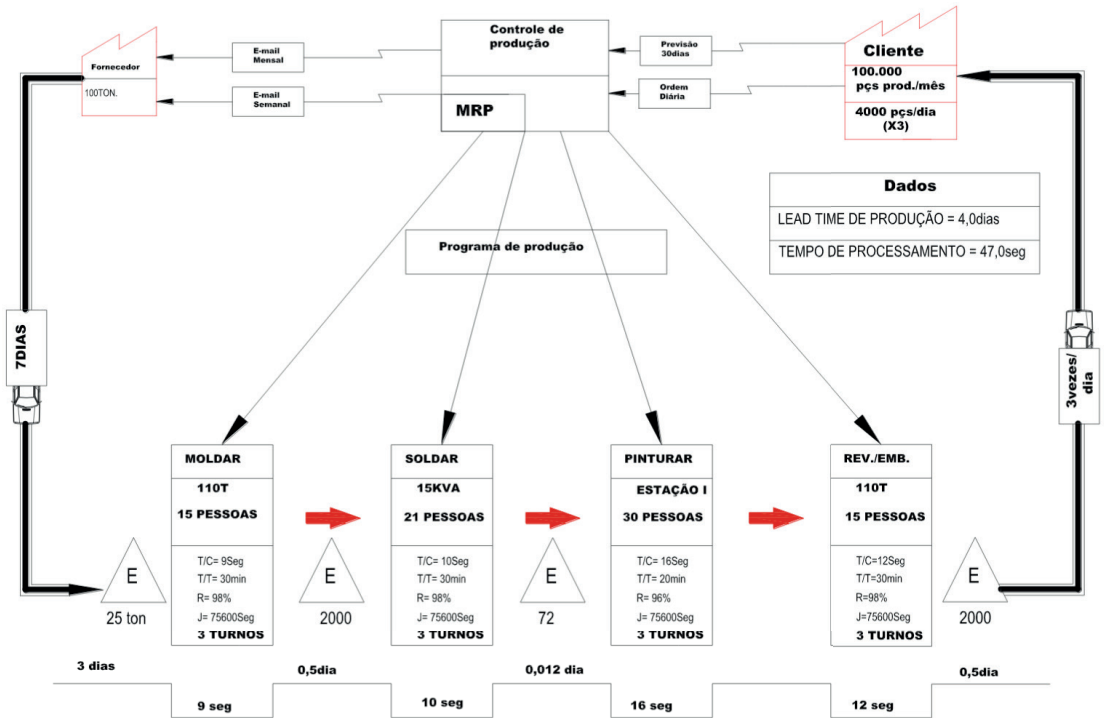 Controle de
produção
MRP
Fornecedor
100TON.
E-mail
Mensal
E-mail
Semanal
Previsão
30dias
Ordem
Diária
Cliente
100.000
pçs prod./mês
4000 pçs/dia
(X3)
Dados
LEAD TIME DE PRODUÇÃO = 4,0dias
TEMPO DE PROCESSAMENTO = 47,0seg
Programa de produção
7DIAS
3vezes/
dia
MOLDAR
110T
15 PESSOAS
T/C= 9Seg
T/T= 30min
R= 98%
J= 75600Seg
3 TURNOS
SOLDAR
15KVA
21 PESSOAS
T/C= 10Seg
T/T= 30min
R= 98%
J= 75600Seg
3 TURNOS
PINTURAR
ESTAÇÃO I
30 PESSOAS
T/C= 16Seg
T/T= 20min
R= 96%
J= 75600Seg
3 TURNOS
REV./EMB.
110T
15 PESSOAS
T/C=12Seg
T/T=30min
R=98%
J=75600Seg
3 TURNOS
E
25 ton
E
2000
E
72
E
2000
3 dias
0,5dia
0,012 dia
0,5dia
9 seg
10 seg
16 seg
12 seg